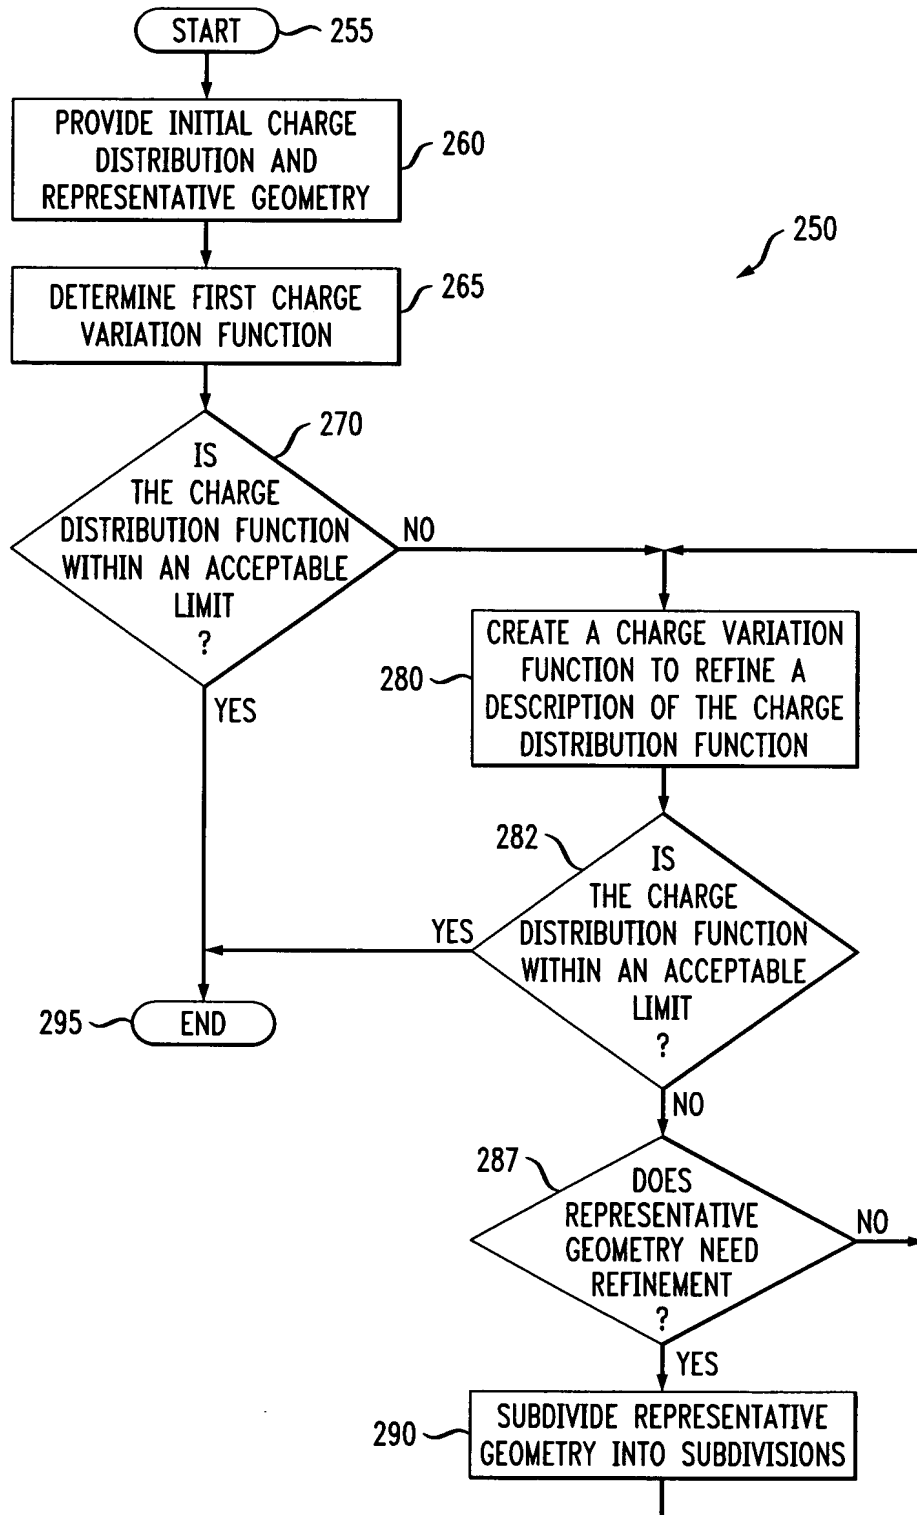 START
255
PROVIDE INITIAL CHARGE
DISTRIBUTION AND
REPRESENTATIVE GEOMETRY
260
250
DETERMINE FIRST CHARGE
VARIATION FUNCTION
265
270
IS
THE CHARGE
DISTRIBUTION FUNCTION
WITHIN AN ACCEPTABLE
LIMIT
?
NO
YES
CREATE A CHARGE VARIATION
FUNCTION TO REFINE A
DESCRIPTION OF THE CHARGE
DISTRIBUTION FUNCTION
280
282
IS
THE CHARGE
DISTRIBUTION FUNCTION
WITHIN AN ACCEPTABLE
LIMIT
?
YES
295
END
NO
287
DOES
REPRESENTATIVE
GEOMETRY NEED
REFINEMENT
?
NO
YES
290
SUBDIVIDE REPRESENTATIVE
GEOMETRY INTO SUBDIVISIONS